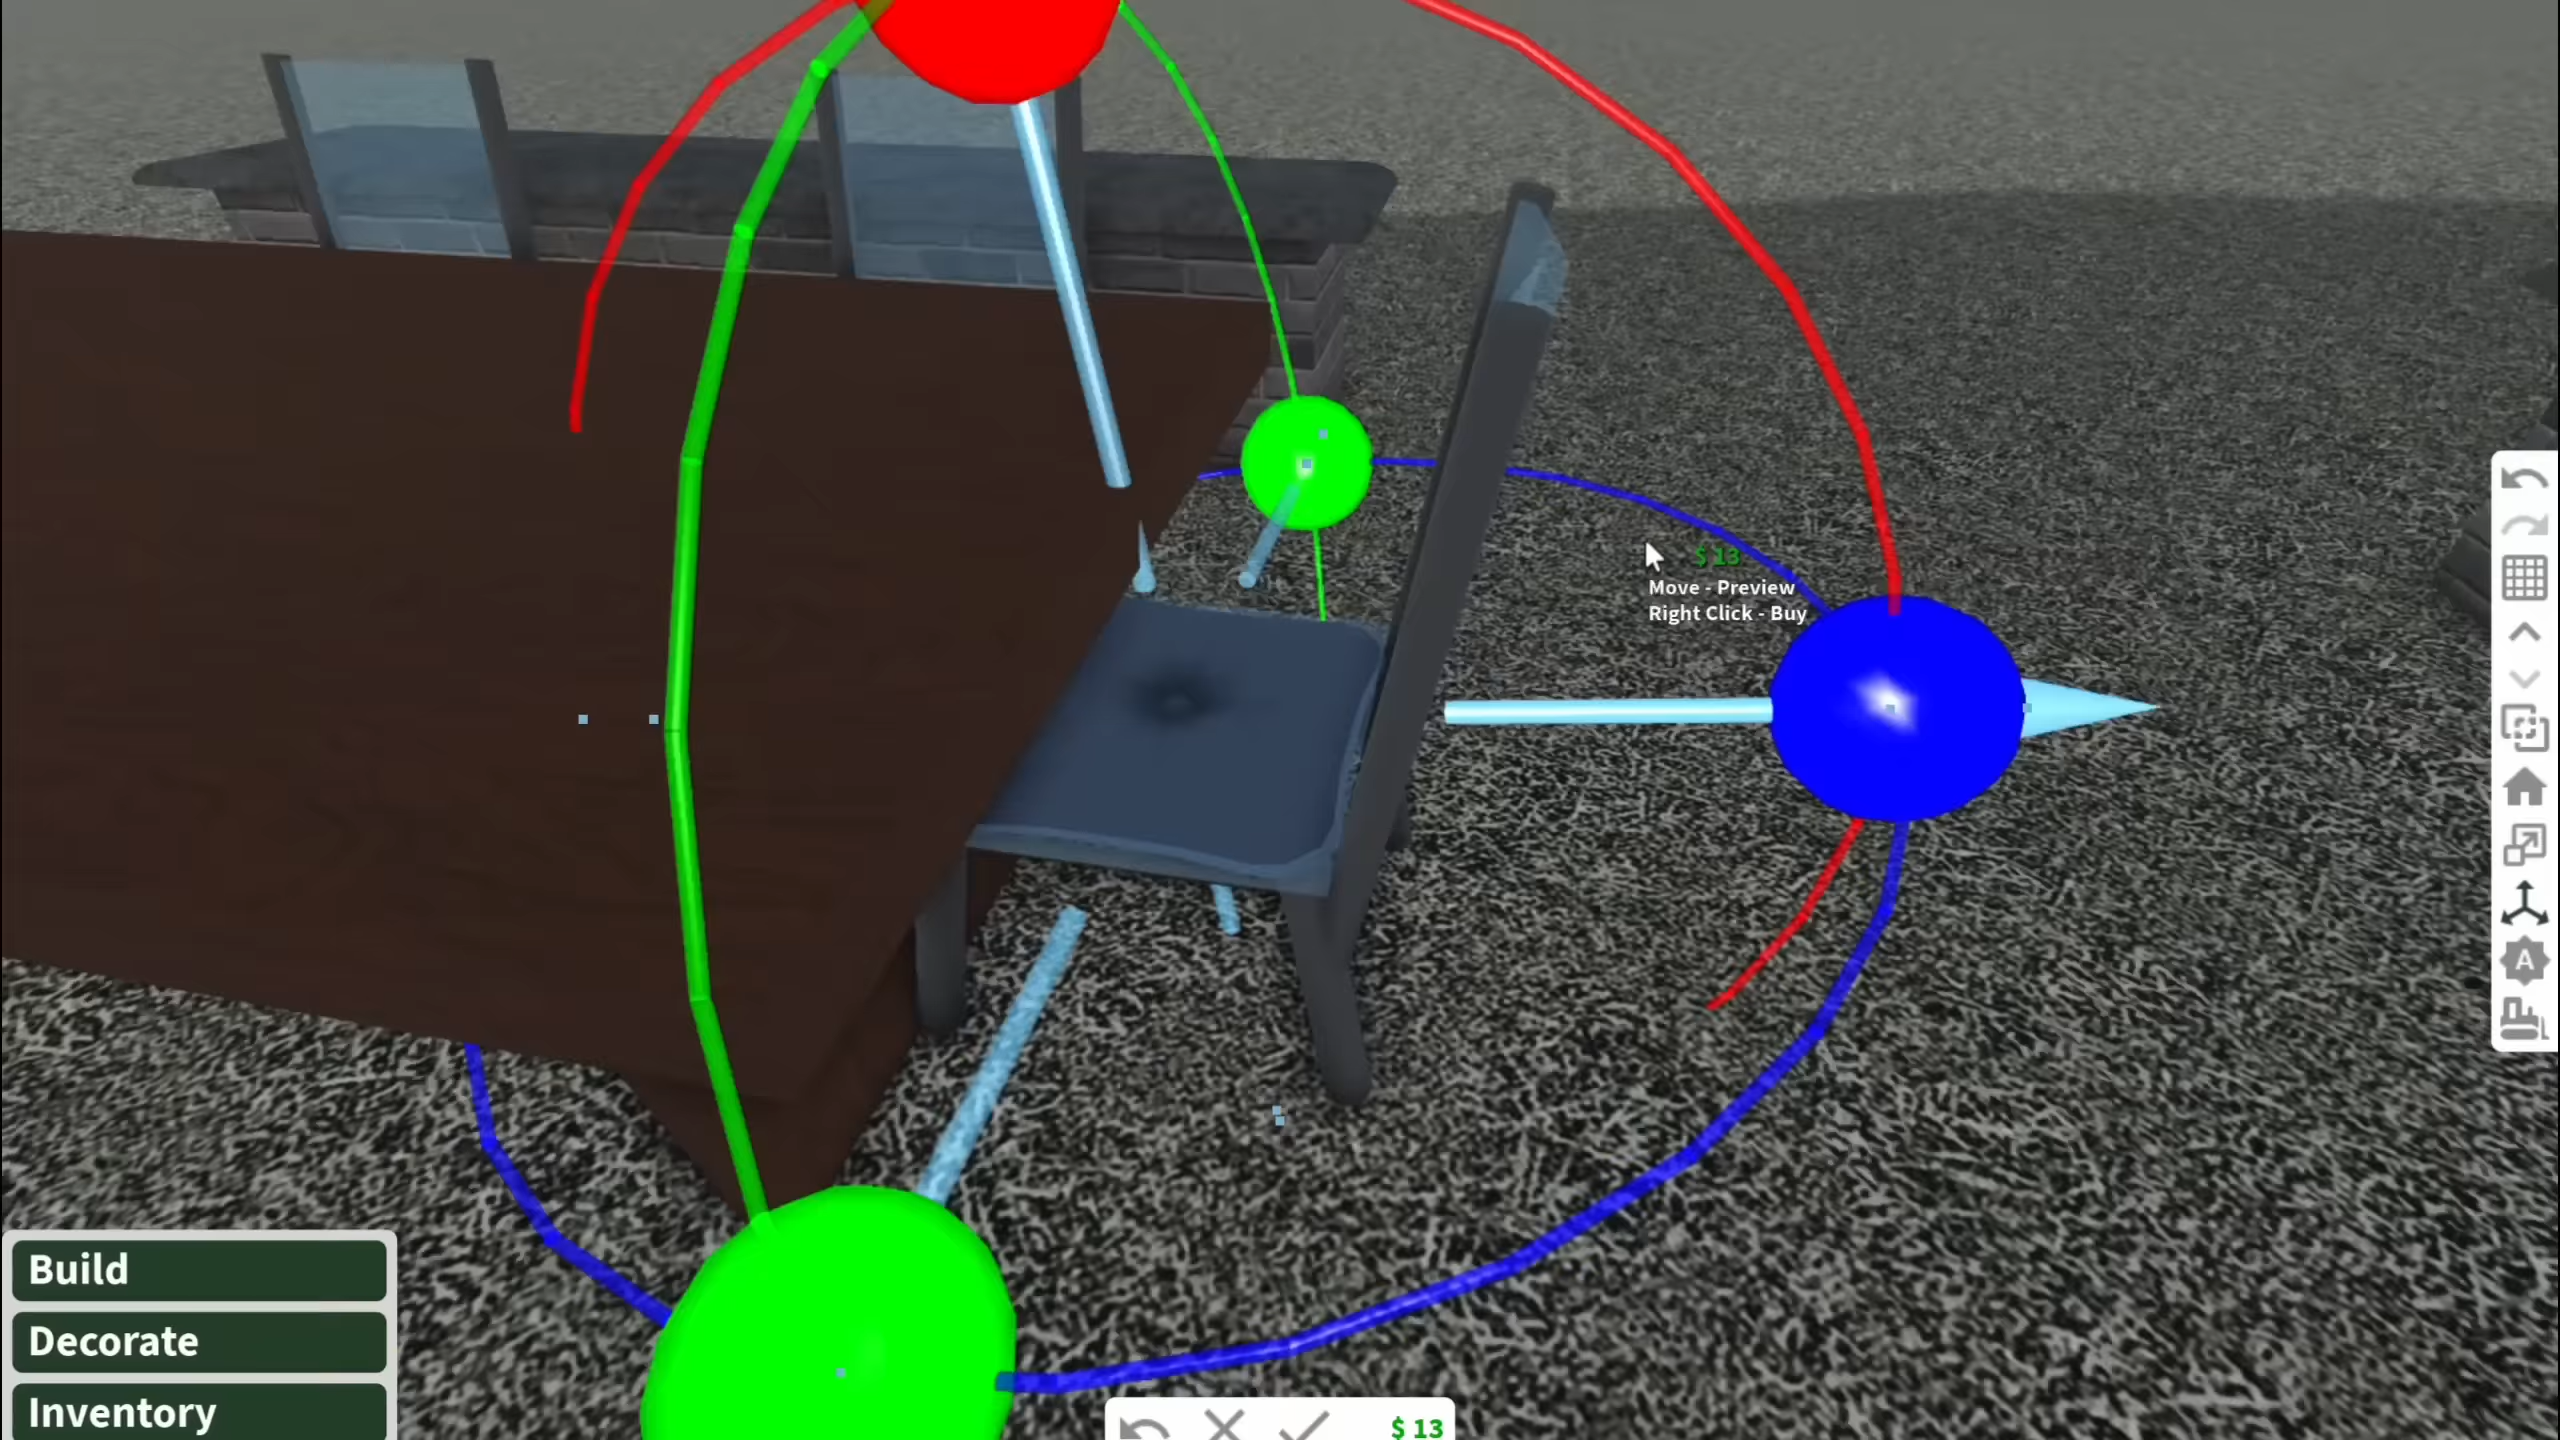 $ 13
Move - Preview
Right Click - Buy
A
Build
Decorate
Inventory
$ 13